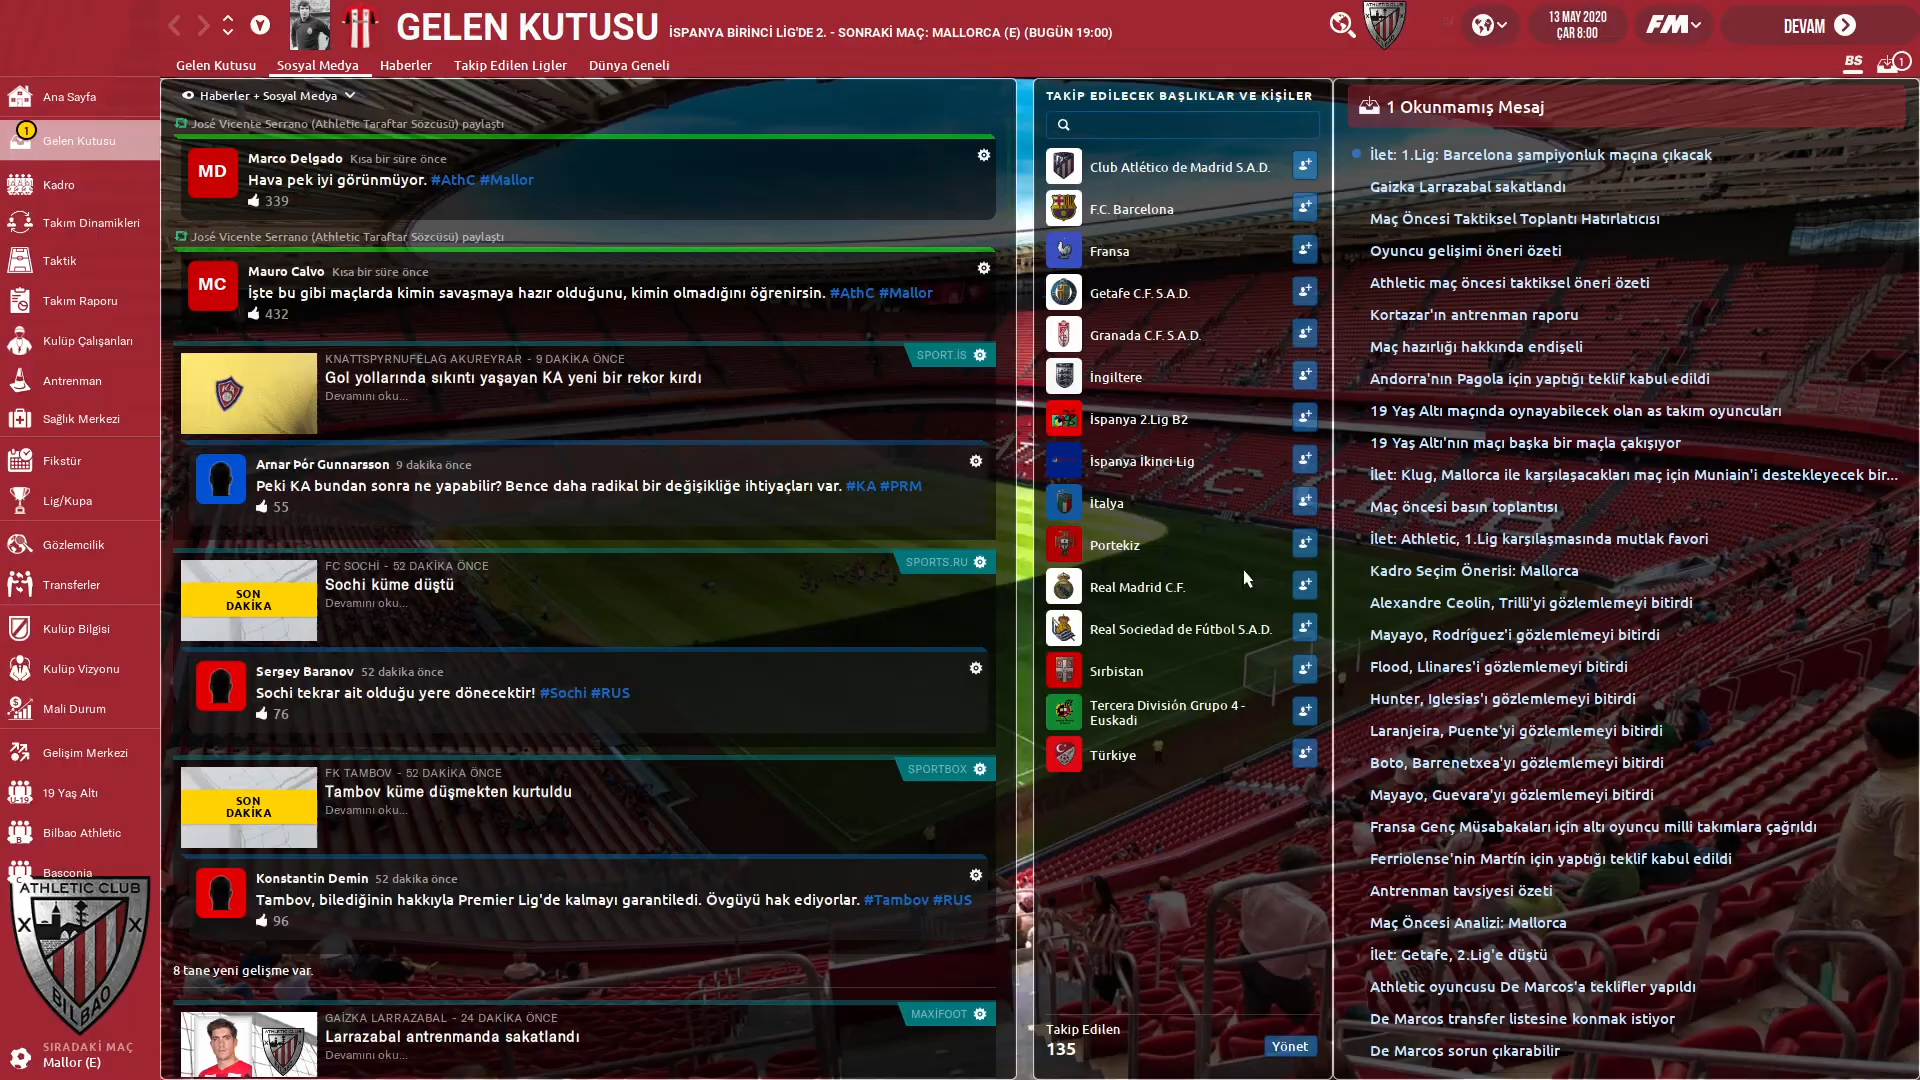 GELEN KUTUSU
İSPANYA BİRİNCİ LİG'DE 2. - SONRAKİ MAÇ: MALLORCA (E) (BUGÜN 19:00)
13 MAY 2020
ÇAR 8:00
FM
DEVAM
Gelen Kutusu
Sosyal Medya
Haberler
Takip Edilen Ligler
Dünya Geneli
BS
1
Ana Sayfa
1
Gelen Kutusu
Kadro
Takım Dinamikleri
Taktik
Takım Raporu
Kulüp Çalışanları
Antrenman
Sağlık Merkezi
Fikstür
Lig/Kupa
Gözlemcilik
Transferler
Kulüp Bilgisi
Kulüp Vizyonu
Mali Durum
Gelişim Merkezi
19 Yaş Altı
Bilbao Athletic
Basconia
ATHLETIC CLUB
BILBAO
SIRADAKİ MAÇ
Mallor (E)
Haberler + Sosyal Medya
José Vicente Serrano (Athletic Taraftar Sözcüsü) paylaştı
MD
Marco Delgado Kısa bir süre önce
Hava pek iyi görünmüyor. #AthC #Mallor
339
José Vicente Serrano (Athletic Taraftar Sözcüsü) paylaştı
MC
Mauro Calvo Kısa bir süre önce
İşte bu gibi maçlarda kimin savaşmaya hazır olduğunu, kimin olmadığını öğrenirsin. #AthC #Mallor
432
KNATTSPYRNUFÉLAG AKUREYRAR - 9 DAKİKA ÖNCE
SPORT.İS
Gol yollarında sıkıntı yaşayan KA yeni bir rekor kırdı
Devamını oku...
Arnar Þór Gunnarsson 9 dakika önce
Peki KA bundan sonra ne yapabilir? Bence daha radikal bir değişikliğe ihtiyaçları var. #KA #PRM
55
FC SOCHİ - 52 DAKİKA ÖNCE
SPORTS.RU
SON DAKİKA
Sochi küme düştü
Devamını oku...
Sergey Baranov 52 dakika önce
Sochi tekrar ait olduğu yere dönecektir! #Sochi #RUS
76
FK TAMBOV - 52 DAKİKA ÖNCE
SPORTBOX
SON DAKİKA
Tambov küme düşmekten kurtuldu
Devamını oku...
Konstantin Demin 52 dakika önce
Tambov, bilediğinin hakkıyla Premier Lig'de kalmayı garantiledi. Övgüyü hak ediyorlar. #Tambov #RUS
96
8 tane yeni gelişme var.
GAİZKA LARRAZABAL - 24 DAKİKA ÖNCE
MAXİFOOT
Larrazabal antrenmanda sakatlandı
Devamını oku...
TAKİP EDİLECEK BAŞLIKLAR VE KİŞİLER
Club Atlético de Madrid S.A.D.
F.C. Barcelona
Fransa
Getafe C.F. S.A.D.
Granada C.F. S.A.D.
İngiltere
İspanya 2.Lig B2
İspanya İkinci Lig
İtalya
Portekiz
Real Madrid C.F.
Real Sociedad de Fútbol S.A.D.
Sırbistan
Tercera División Grupo 4 -
Euskadi
Türkiye
Takip Edilen
135
Yönet
1 Okunmamış Mesaj
İlet: 1.Lig: Barcelona şampiyonluk maçına çıkacak
Gaizka Larrazabal sakatlandı
Maç Öncesi Taktiksel Toplantı Hatırlatıcısı
Oyuncu gelişimi öneri özeti
Athletic maç öncesi taktiksel öneri özeti
Kortazar'ın antrenman raporu
Maç hazırlığı hakkında endişeli
Andorra'nın Pagola için yaptığı teklif kabul edildi
19 Yaş Altı maçında oynayabilecek olan as takım oyuncuları
19 Yaş Altı'nın maçı başka bir maçla çakışıyor
İlet: Klug, Mallorca ile karşılaşacakları maç için Muniain'i destekleyecek bir...
Maç öncesi basın toplantısı
İlet: Athletic, 1.Lig karşılaşmasında mutlak favori
Kadro Seçim Önerisi: Mallorca
Alexandre Ceolin, Trilli'yi gözlemlemeyi bitirdi
Mayayo, Rodríguez'i gözlemlemeyi bitirdi
Flood, Llinares'i gözlemlemeyi bitirdi
Hunter, Iglesias'ı gözlemlemeyi bitirdi
Laranjeira, Puente'yi gözlemlemeyi bitirdi
Boto, Barrenetxea'yı gözlemlemeyi bitirdi
Mayayo, Guevara'yı gözlemlemeyi bitirdi
Fransa Genç Müsabakaları için altı oyuncu milli takımlara çağrıldı
Ferriolense'nin Martín için yaptığı teklif kabul edildi
Antrenman tavsiyesi özeti
Maç Öncesi Analizi: Mallorca
İlet: Getafe, 2.Lig'e düştü
Athletic oyuncusu De Marcos'a teklifler yapıldı
De Marcos transfer listesine konmak istiyor
De Marcos sorun çıkarabilir